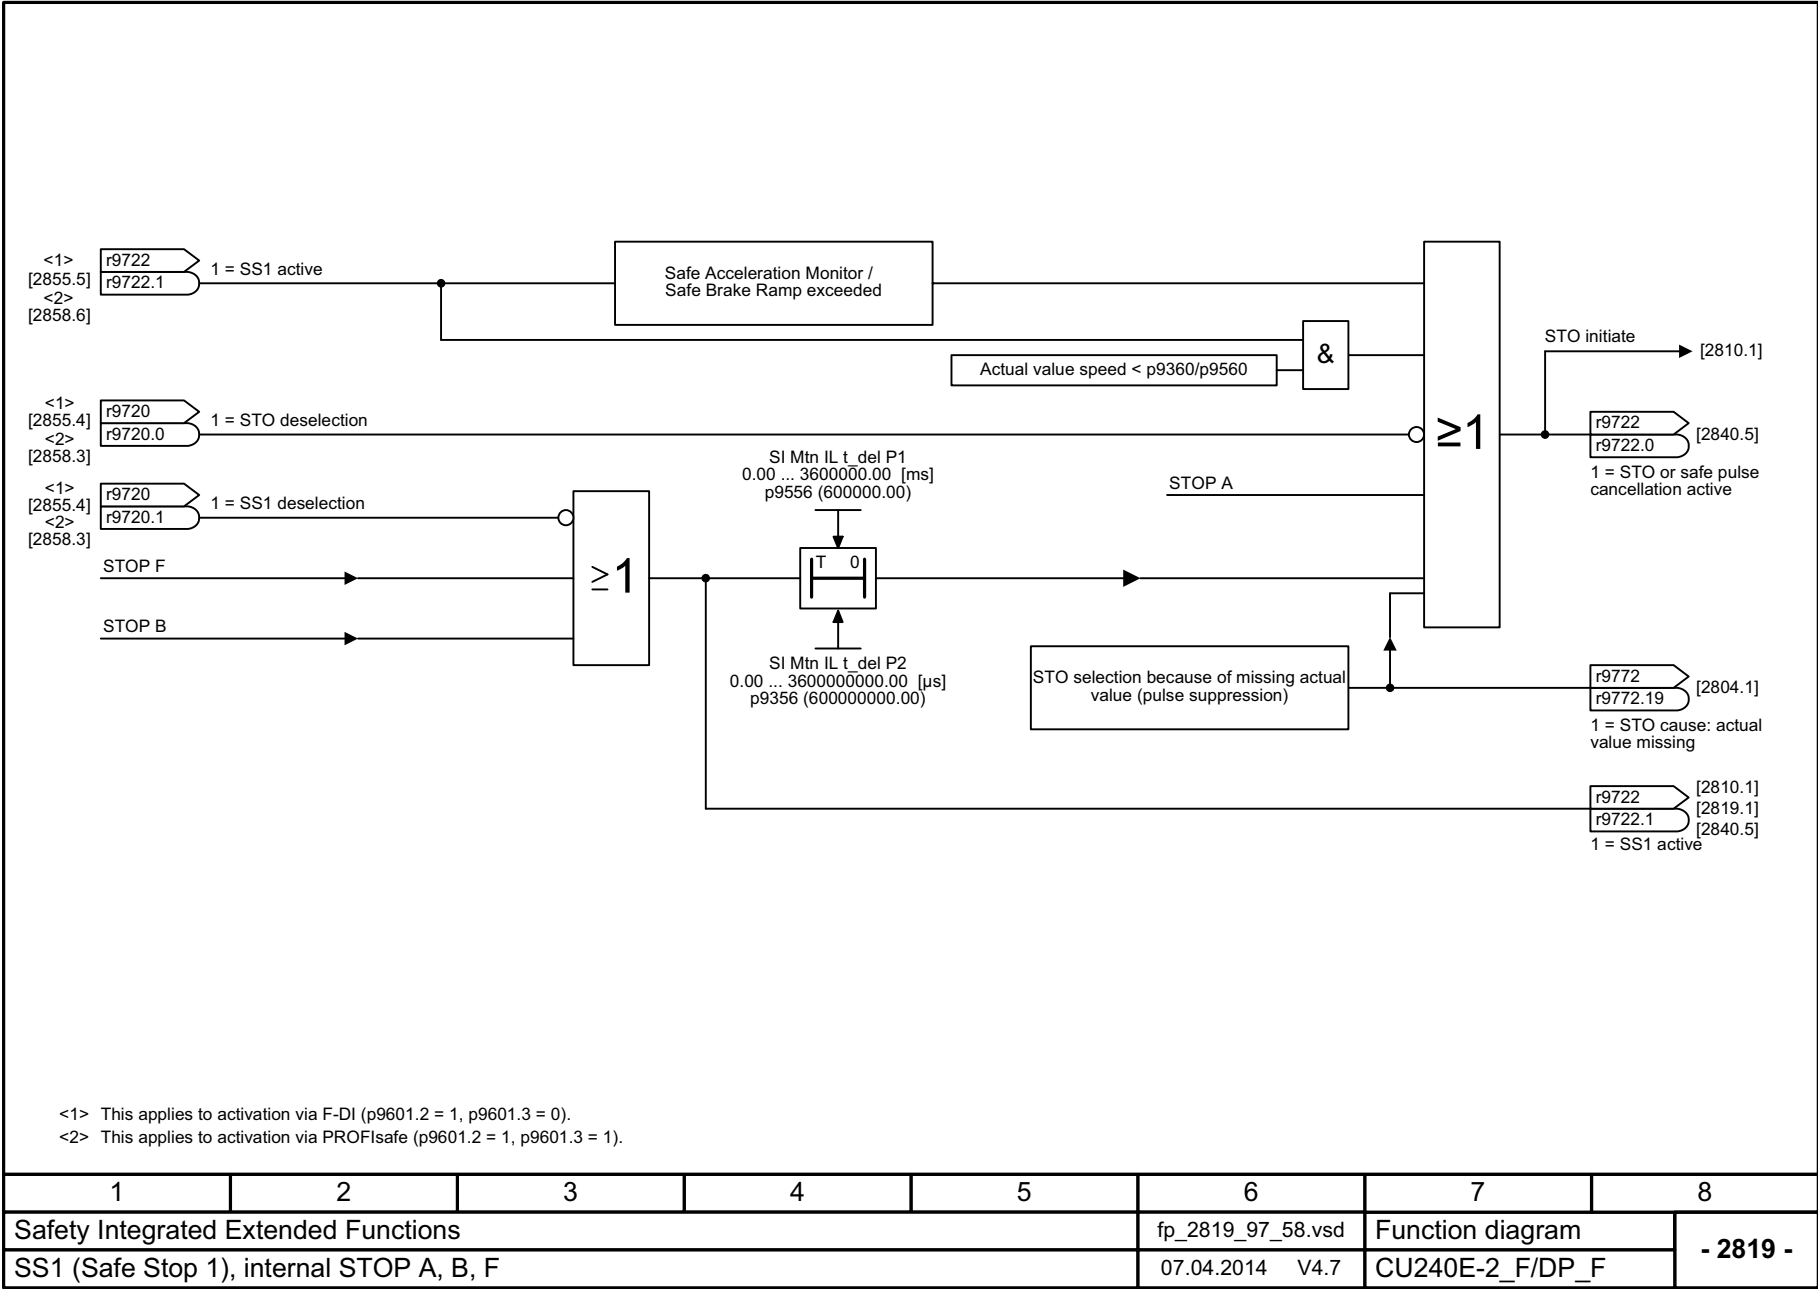 <1>
[2855.5]
<2>
[2858.6]
r9722
r9722.1
1 = SS1 active
Safe Acceleration Monitor /
Safe Brake Ramp exceeded
&
Actual value speed < p9360/p9560
STO initiate
[2810.1]
<1>
[2855.4]
<2>
[2858.3]
r9720
r9720.0
1 = STO deselection
≥1
r9722
r9722.0
[2840.5]
1 = STO or safe pulse
cancellation active
SI Mtn IL t_del P1
0.00 ... 3600000.00 [ms]
p9556 (600000.00)
STOP A
<1>
[2855.4]
<2>
[2858.3]
r9720
r9720.1
1 = SS1 deselection
STOP F
≥1
T 0
STOP B
SI Mtn IL t_del P2
0.00 ... 3600000000.00 [µs]
p9356 (600000000.00)
STO selection because of missing actual
value (pulse suppression)
r9772
r9772.19
[2804.1]
1 = STO cause: actual
value missing
r9722
r9722.1
[2810.1]
[2819.1]
[2840.5]
1 = SS1 active
<1> This applies to activation via F-DI (p9601.2 = 1, p9601.3 = 0).
<2> This applies to activation via PROFIsafe (p9601.2 = 1, p9601.3 = 1).
1 2 3 4 5 6 7 8
Safety Integrated Extended Functions
fp_2819_97_58.vsd
Function diagram
- 2819 -
SS1 (Safe Stop 1), internal STOP A, B, F
07.04.2014 V4.7
CU240E-2_F/DP_F